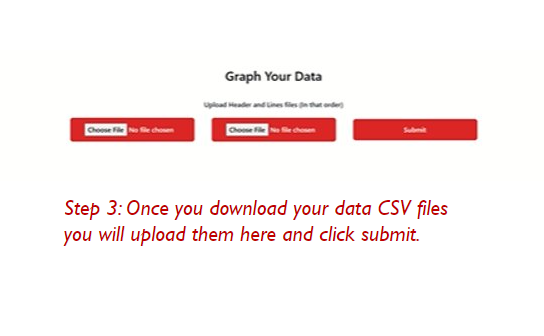 Graph Your Data
Upload Header and Lines files (In that order)
Choose File No file chosen Choose File No file chosen Submit
Step 3: Once you download your data CSV files
you will upload them here and click submit.